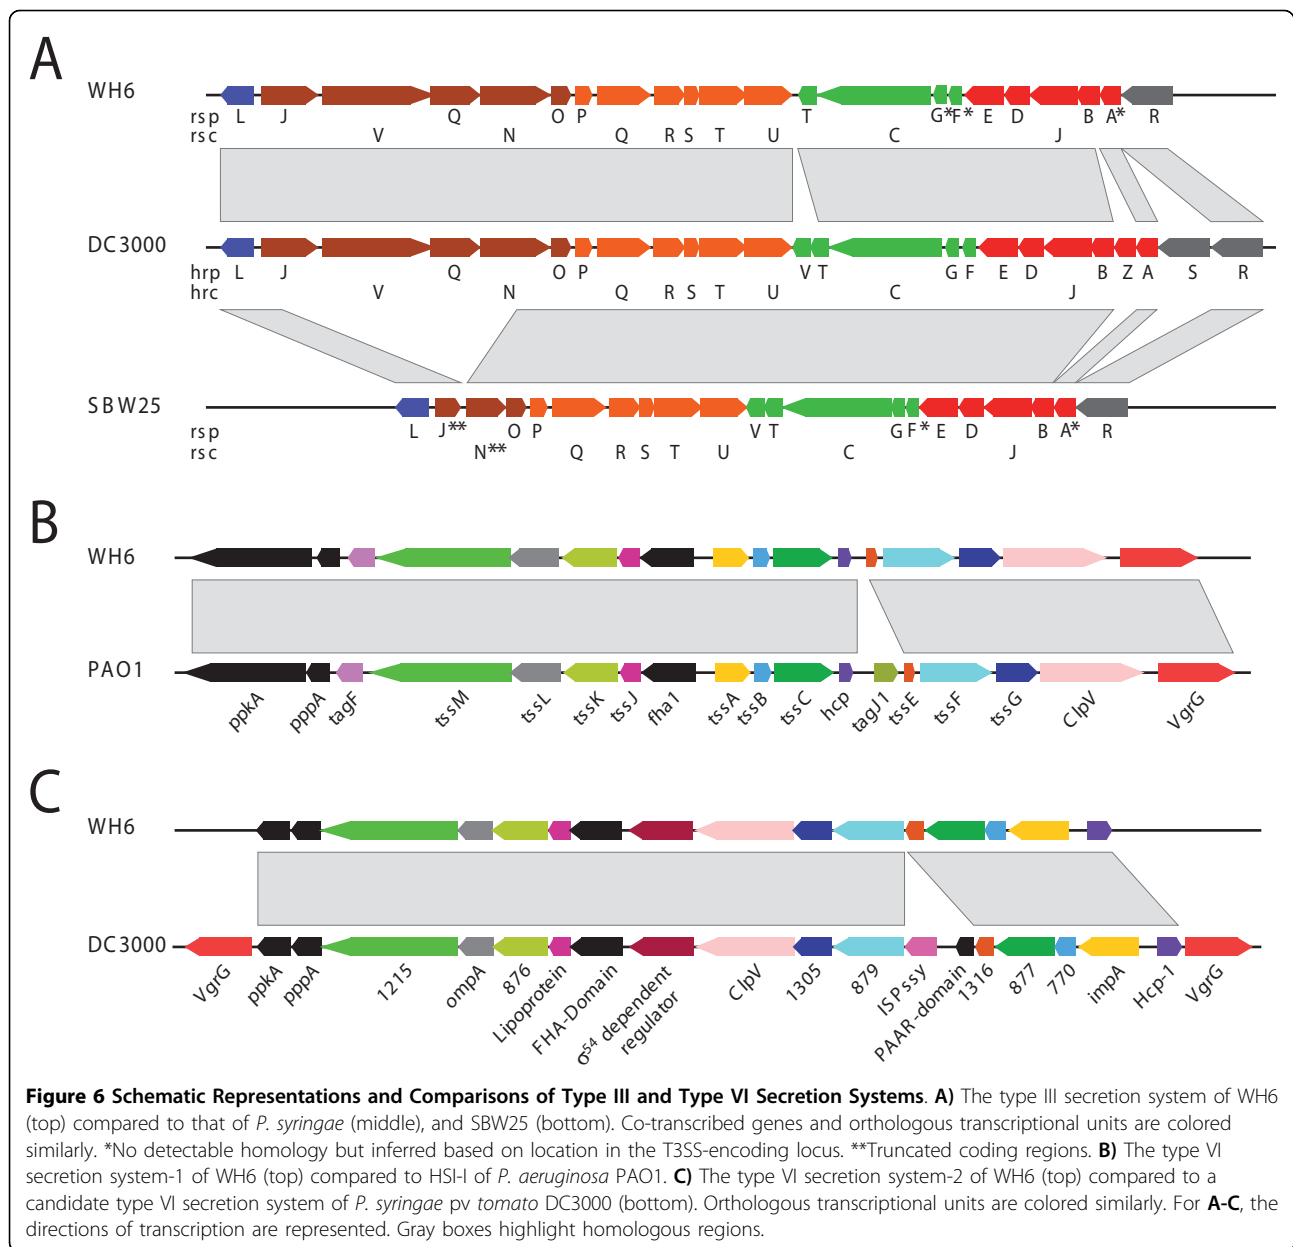 A
WH6
rsp L J Q O P T G* F* E D B A* R
rsc V N Q R S T U C J
DC3000
hrp L J Q O P V T G F E D B Z A S R
hrc V N Q R S T U C J
SBW25
rsp L J** O P V T G F* E D B A* R
rsc N** Q R S T U C J
B
WH6
PAO1
ppkA pppA tagF tssM tssL tssK tssJ fha1 tssA tssB tssC hcp tagJ1 tssE tssF tssG ClpV VgrG
C
WH6
DC3000
VgrG ppkA pppA 1215 ompA 876 Lipoprotein FHA-Domain σ⁵⁴ dependent regulator ClpV 1305 879 ISPssy PAAR-domain 1316 877 770 impA Hcp-1 VgrG
Figure 6 Schematic Representations and Comparisons of Type III and Type VI Secretion Systems. A) The type III secretion system of WH6
(top) compared to that of P. syringae (middle), and SBW25 (bottom). Co-transcribed genes and orthologous transcriptional units are colored
similarly. *No detectable homology but inferred based on location in the T3SS-encoding locus. **Truncated coding regions. B) The type VI
secretion system-1 of WH6 (top) compared to HSI-I of P. aeruginosa PAO1. C) The type VI secretion system-2 of WH6 (top) compared to a
candidate type VI secretion system of P. syringae pv tomato DC3000 (bottom). Orthologous transcriptional units are colored similarly. For A-C, the
directions of transcription are represented. Gray boxes highlight homologous regions.